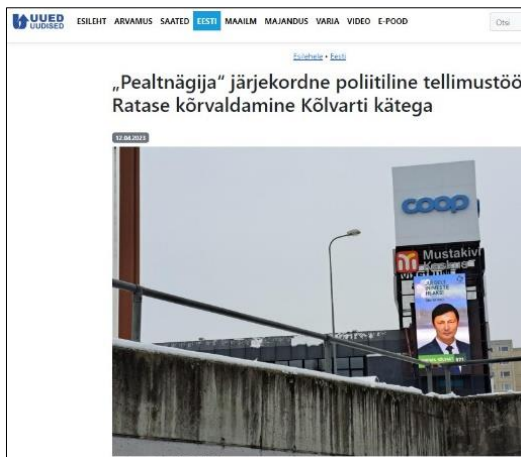 UUED
UUDISED
ESILEHT ARVAMUS SAATED EESTI MAAILM MAJANDUS VARIA VIDEO E-POOD
Otsi
Esilehele • Eesti
„Pealtnägija“ järjekordne poliitiline tellimustöö
Ratase kõrvaldamine Kõlvarti kätega
12.04.2023
coop
Mustakivi
Keskus